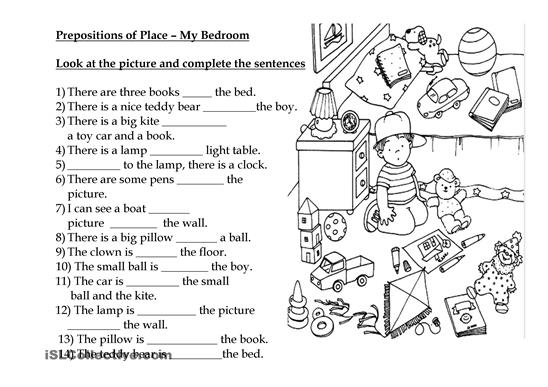 Prepositions of Place – My Bedroom
Look at the picture and complete the sentences
1) There are three books _____ the bed.
2) There is a nice teddy bear _________the boy.
3) There is a big kite ___________
a toy car and a book.
4) There is a lamp _________ light table.
5)_________ to the lamp, there is a clock.
6) There are some pens ________ the
picture.
7) I can see a boat _______
picture ________ the wall.
8) There is a big pillow _______ a ball.
9) The clown is _______ the floor.
10) The small ball is ________ the boy.
11) The car is _________ the small
ball and the kite.
12) The lamp is __________ the picture
_________ the wall.
13) The pillow is ____________ the book.
14) The teddy bear is _________the bed.
iSLCollective.com